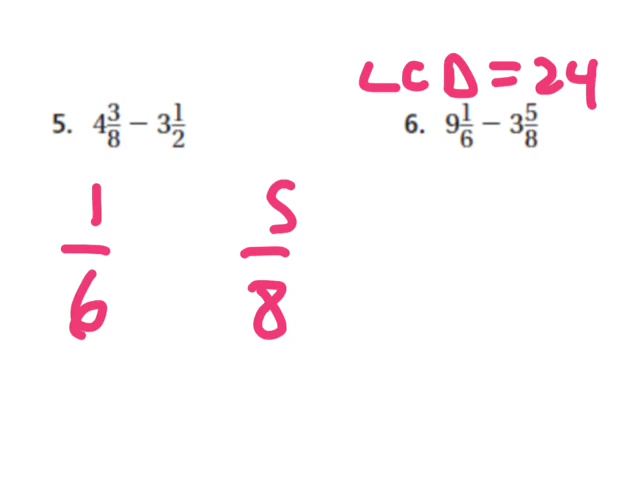 LCD = 24
5. 4 3/8 − 3 1/2
6. 9 1/6 − 3 5/8
1/6 5/8